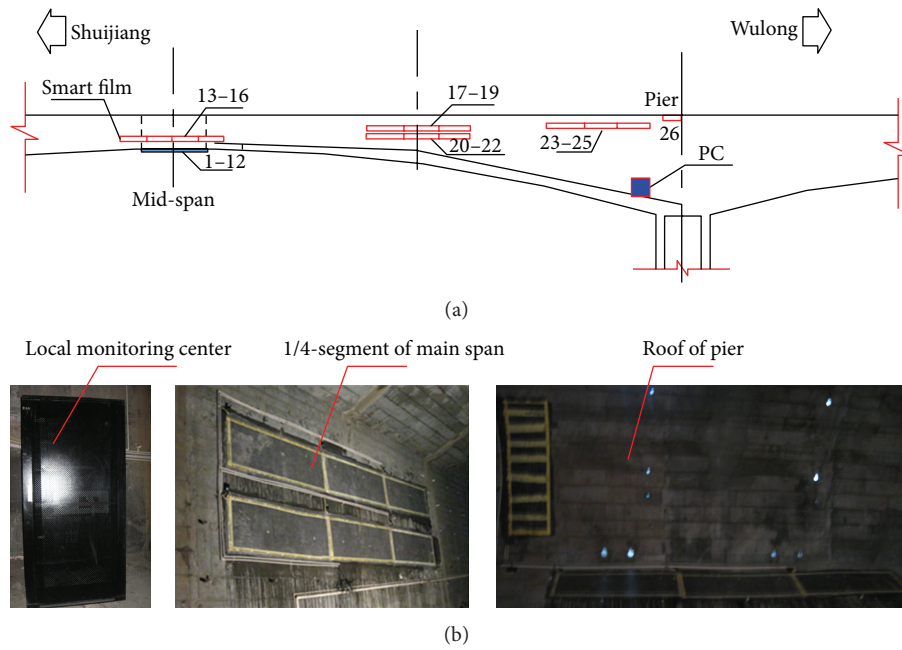 Shuijiang
Wulong
Smart film
13–16
17–19
Pier
1–12
20–22
23–25
26
PC
Mid-span
(a)
Local monitoring center
1/4-segment of main span
Roof of pier
(b)